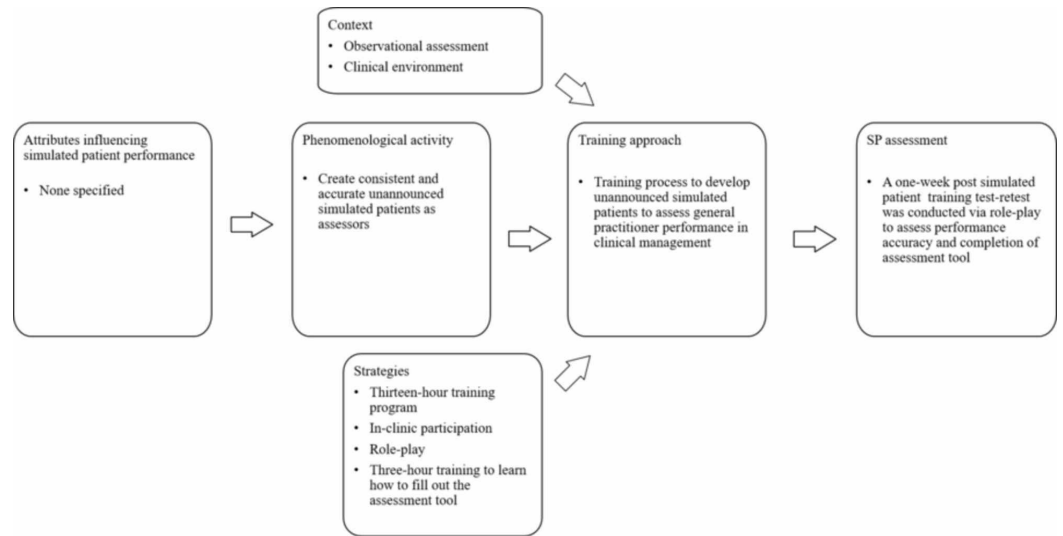 Context
• Observational assessment
• Clinical environment
Attributes influencing
simulated patient performance
• None specified
Phenomenological activity
• Create consistent and
accurate unannounced
simulated patients as
assessors
Training approach
• Training process to develop
unannounced simulated
patients to assess general
practitioner performance in
clinical management
SP assessment
• A one-week post simulated
patient training test-retest
was conducted via role-play
to assess performance
accuracy and completion of
assessment tool
Strategies
• Thirteen-hour training
program
• In-clinic participation
• Role-play
• Three-hour training to learn
how to fill out the
assessment tool